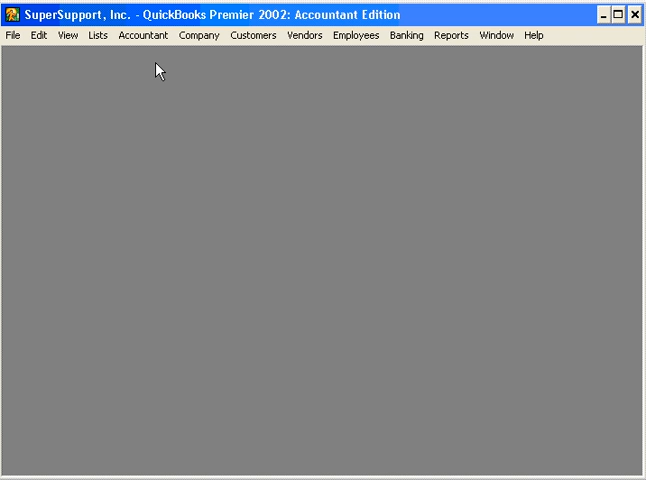 SuperSupport, Inc. - QuickBooks Premier 2002: Accountant Edition
File Edit View Lists Accountant Company Customers Vendors Employees Banking Reports Window Help